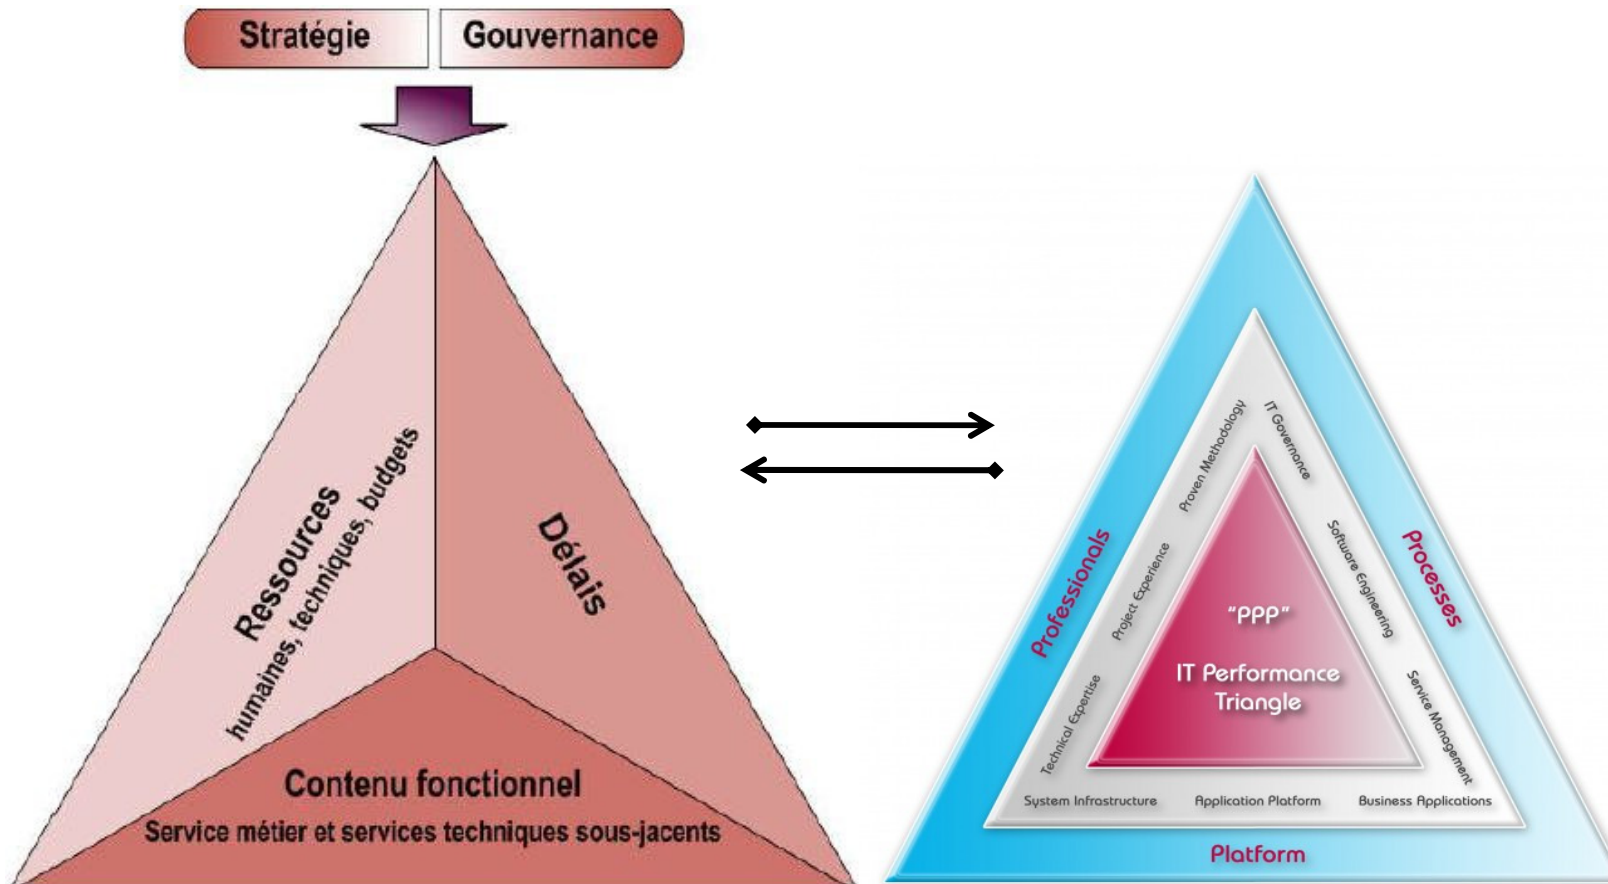 Stratégie
Gouvernance
Ressources
humaines, techniques, budgets
Délais
Contenu fonctionnel
Service métier et services techniques sous-jacents
Professionals
Processes
Platform
Proven Methodology
Project Experience
Technical Expertise
IT Governance
Software Engineering
Service Management
System Infrastructure
Application Platform
Business Applications
"PPP"
IT Performance
Triangle